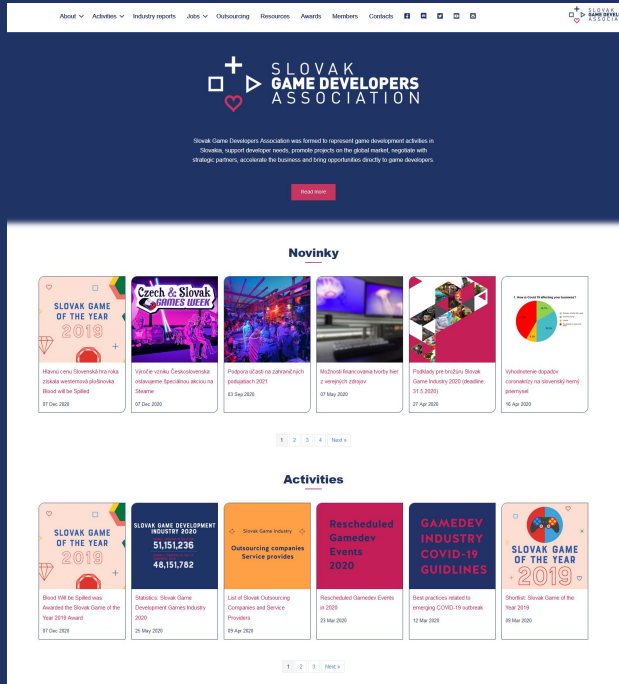 About Activities Industry reports Jobs Outsourcing Resources Awards Members Contacts
SLOVAK
GAME DEVELOPERS
ASSOCIATION
Slovak Game Developers Association was formed to represent game development activities in
Slovakia, support developer needs, promote projects on the global market, negotiate with
strategic partners, accelerate the business and bring opportunities directly to game developers.
Read more
Novinky
SLOVAK GAME
OF THE YEAR
2019
Hlavnú cenu Slovenská hra roka
získala westernová plošinovka
Blood will be Spilled
07 Dec 2020
Czech & Slovak
GAMES WEEK
Výročie vzniku Československa
oslavujeme špeciálnou akciou na
Steame
07 Dec 2020
Podpora účasti na zahraničných
podujatiach 2021
03 Sep 2020
Možnosti financovania tvorby hier
z verejných zdrojov
07 May 2020
Podklady pre brožúru Slovak
Game Industry 2020 (deadline:
31.5.2020)
27 Apr 2020
1. How is Covid 19 affecting your business?
Vyhodnotenie dopadov
koronakrízy na slovenský herný
priemysel
16 Apr 2020
1 2 3 4 Next »
Activities
SLOVAK GAME
OF THE YEAR
2019
Blood Will be Spilled was
Awarded the Slovak Game of the
Year 2019 Award
07 Dec 2020
SLOVAK GAME DEVELOPMENT
INDUSTRY 2020
51,151,236
48,151,782
Statistics: Slovak Game
Development Games Industry
2020
25 May 2020
Slovak Game Industry
Outsourcing companies
Service provides
List of Slovak Outsourcing
Companies and Service
Providers
09 Apr 2020
Rescheduled
Gamedev
Events
2020
Rescheduled Gamedev Events
in 2020
23 Mar 2020
GAMEDEV
INDUSTRY
COVID-19
GUIDLINES
Best practices related to
emerging COVID-19 outbreak
12 Mar 2020
SLOVAK GAME
OF THE YEAR
2019
Shortlist: Slovak Game of the
Year 2019
09 Mar 2020
1 2 3 Next »